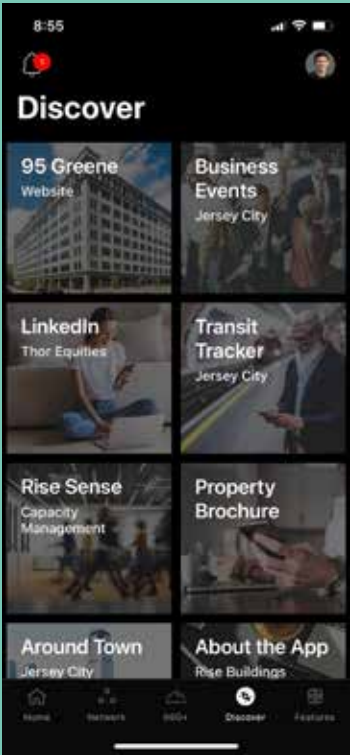 8:55
Discover
95 Greene
Website
Business
Events
Jersey City
LinkedIn
Thor Equities
Transit
Tracker
Jersey City
Rise Sense
Capacity
Management
Property
Brochure
Around Town
Jersey City
About the App
Rise Buildings
Home
Network
Discover
Features